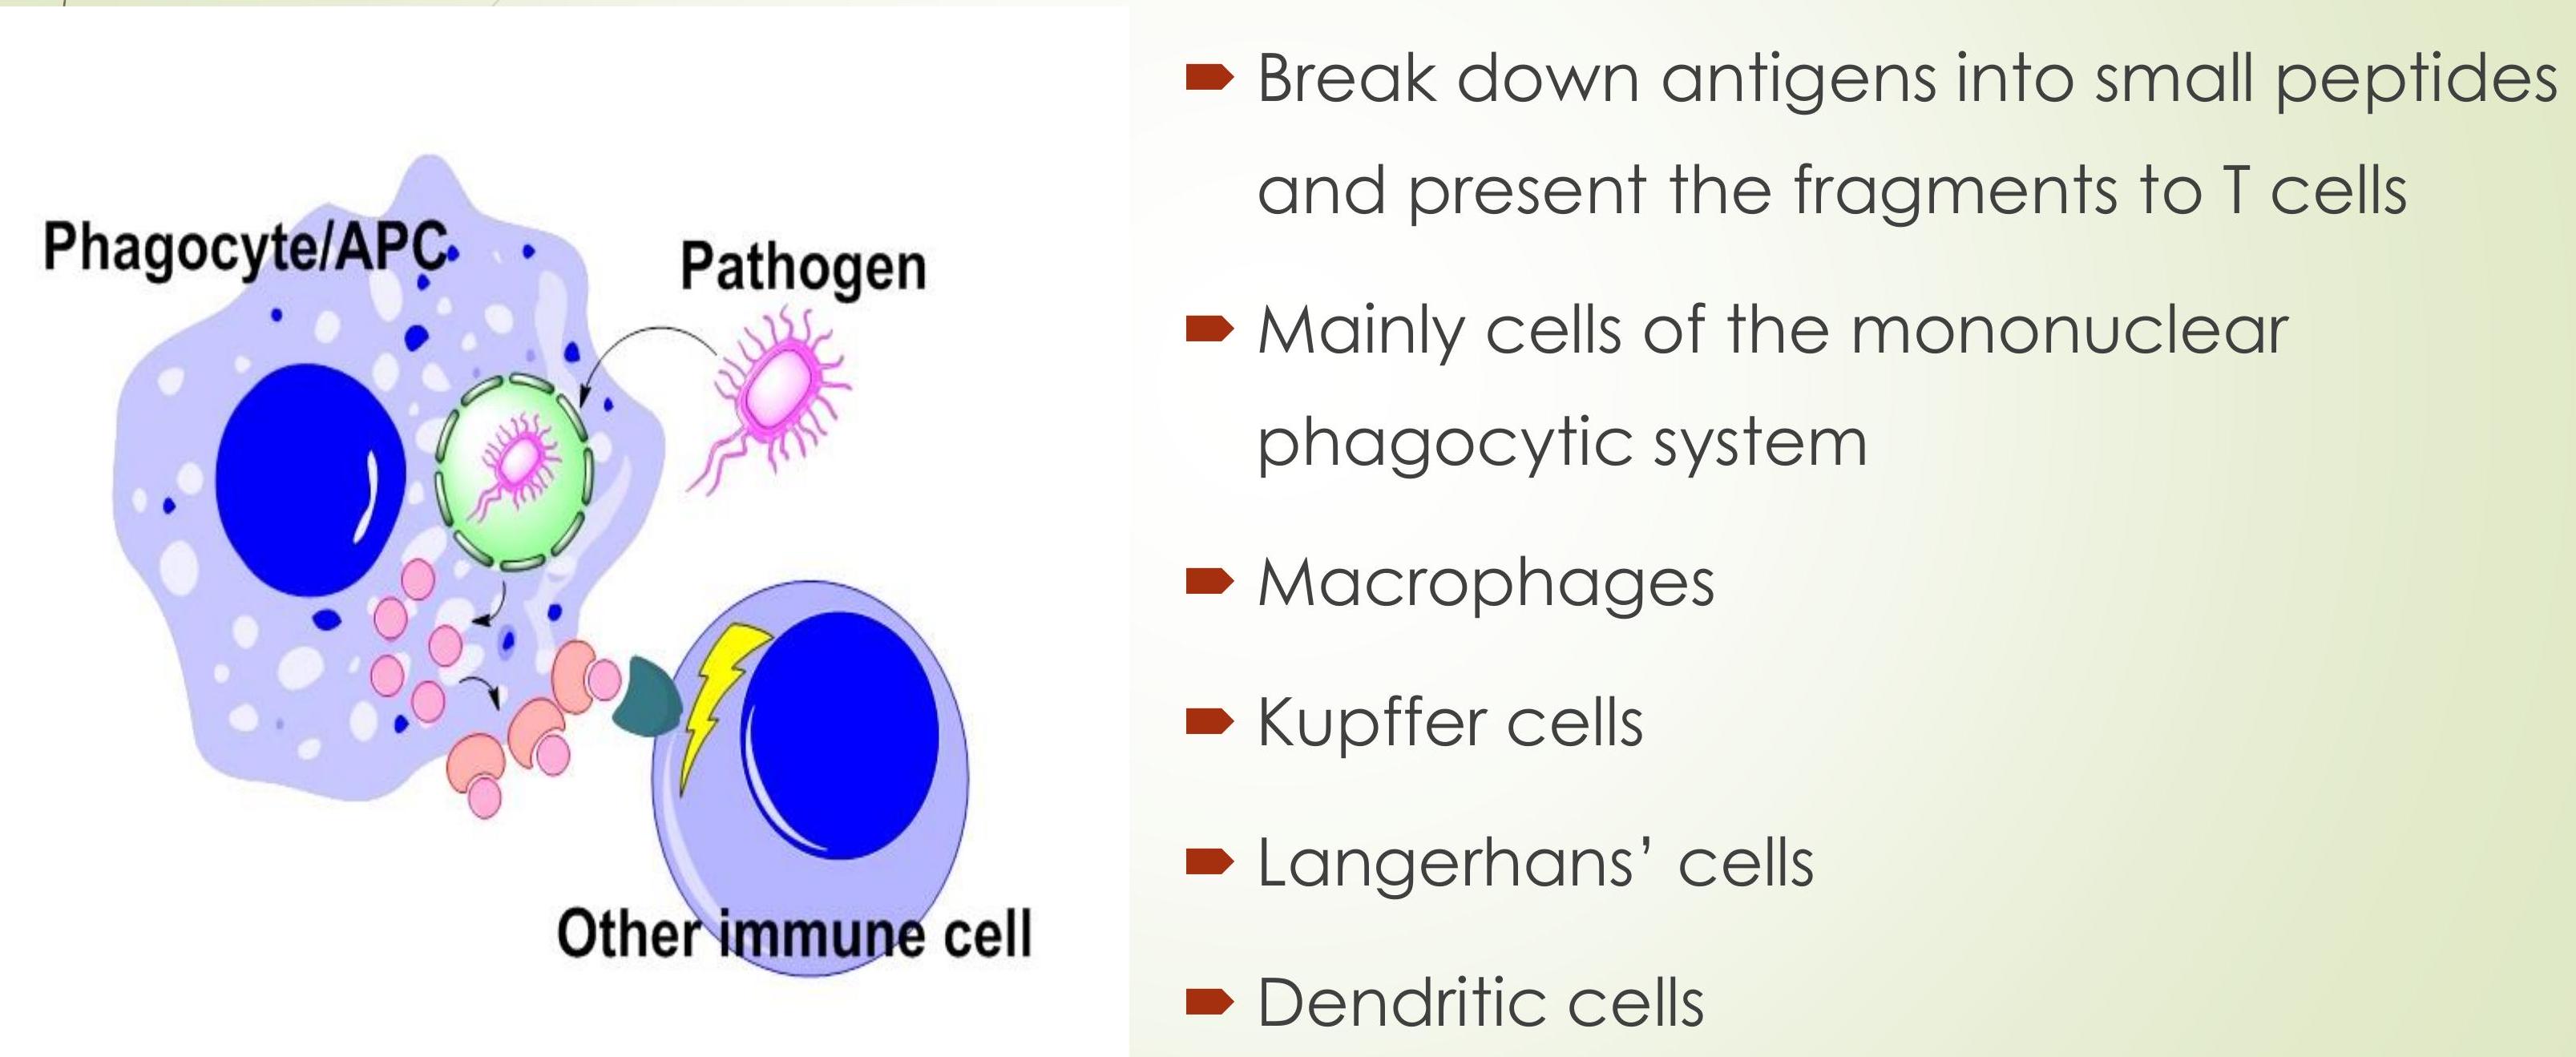 Phagocyte/APC
Pathogen
Other immune cell
Break down antigens into small peptides
and present the fragments to T cells
Mainly cells of the mononuclear
phagocytic system
Macrophages
Kupffer cells
Langerhans’ cells
Dendritic cells